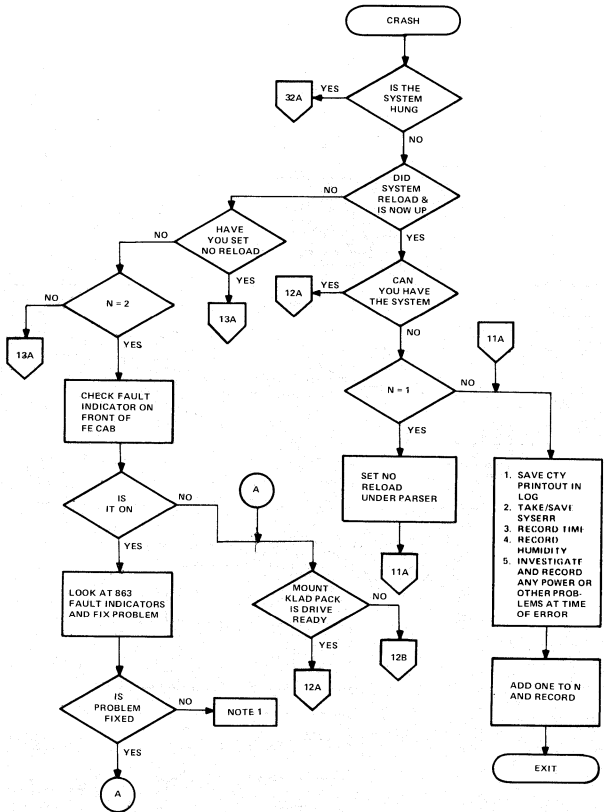 CRASH
IS THE
SYSTEM
HUNG
YES
32A
NO
DID
SYSTEM
RELOAD &
IS NOW UP
NO
YES
HAVE
YOU SET
NO RELOAD
NO
YES
13A
N = 2
NO
13A
YES
CHECK FAULT
INDICATOR ON
FRONT OF
FE CAB
IS
IT ON
NO
YES
A
LOOK AT 863
FAULT INDICATORS
AND FIX PROBLEM
IS
PROBLEM
FIXED
NO
NOTE 1
YES
A
MOUNT
KLAD PACK
IS DRIVE
READY
NO
12B
YES
12A
CAN
YOU HAVE
THE SYSTEM
YES
12A
NO
N = 1
NO
11A
YES
SET NO
RELOAD
UNDER PARSER
11A
1. SAVE CTY
PRINTOUT IN
LOG
2. TAKE/SAVE
SYSERR
3. RECORD TIME
4. RECORD
HUMIDITY
5. INVESTIGATE
AND RECORD
ANY POWER OR
OTHER PROB-
LEMS AT TIME
OF ERROR
ADD ONE TO N
AND RECORD
EXIT